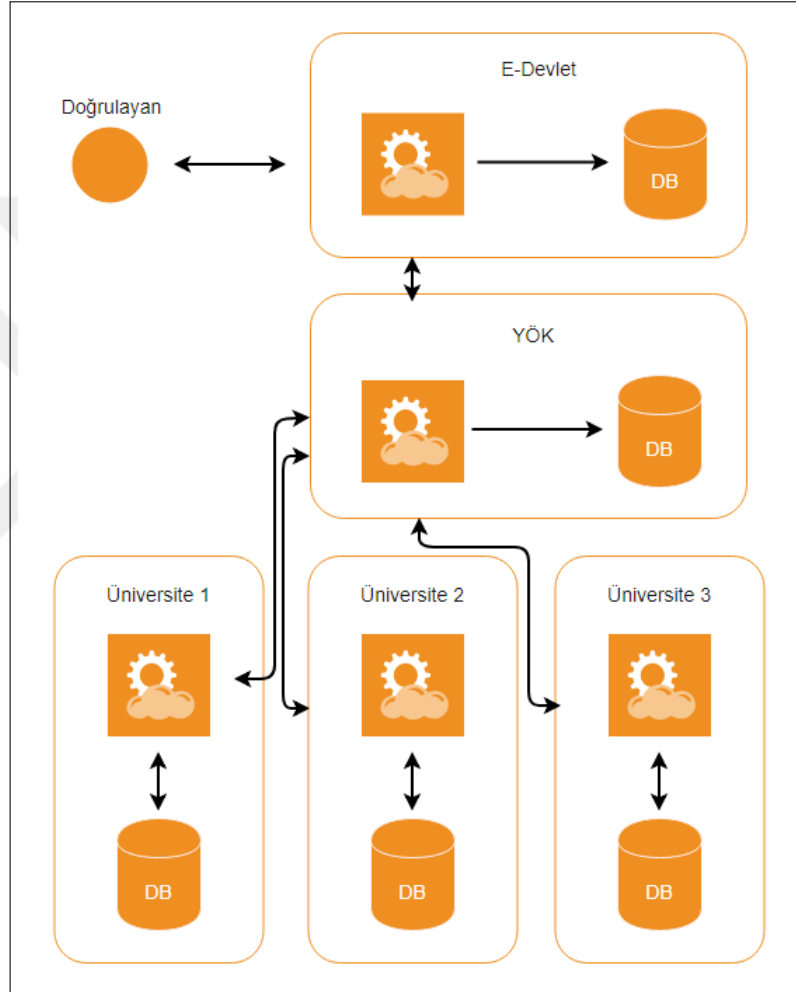 E-Devlet
Doğrulayan
DB
YÖK
DB
Üniversite 1
Üniversite 2
Üniversite 3
DB
DB
DB